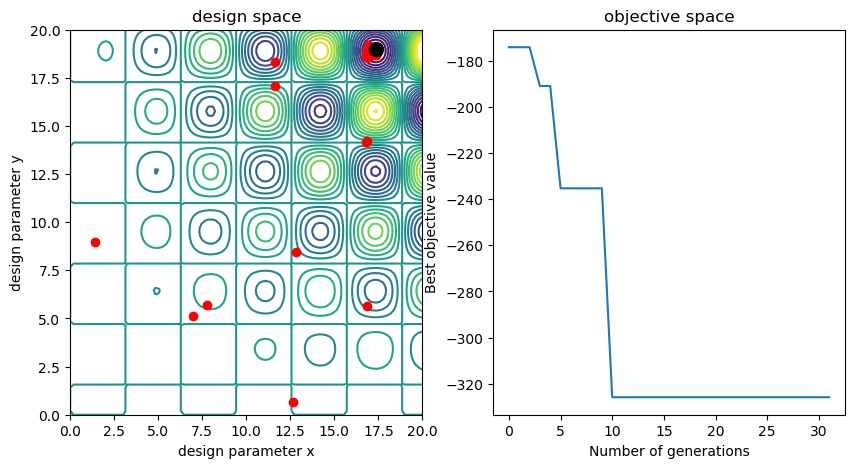 design space
20.0
17.5
15.0
12.5
10.0
7.5
5.0
2.5
0.0
design parameter y
0.0 2.5 5.0 7.5 10.0 12.5 15.0 17.5 20.0
design parameter x
objective space
−180
−200
−220
−240
−260
−280
−300
−320
Best objective value
0 5 10 15 20 25 30
Number of generations